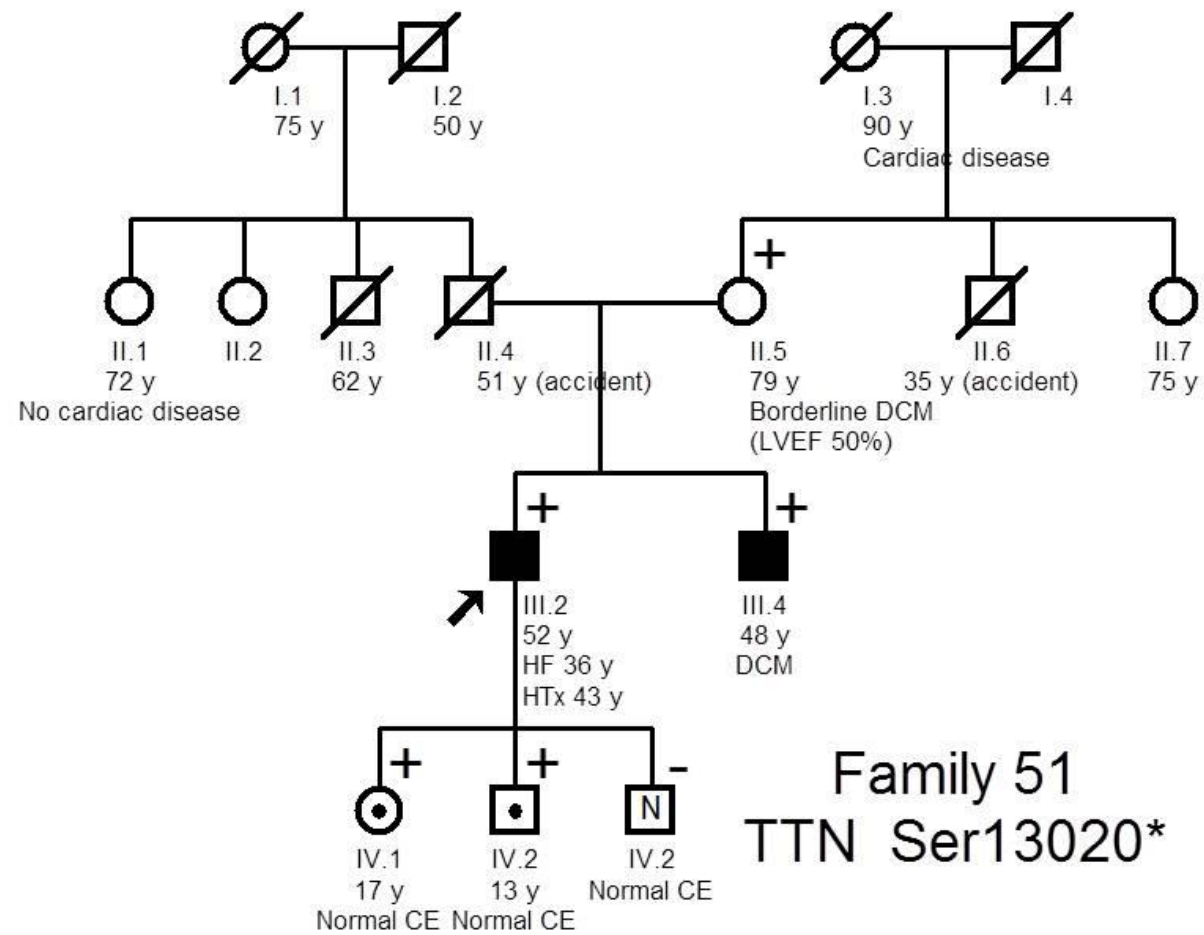 I.1
75 y
I.2
50 y
I.3
90 y
Cardiac disease
I.4
+
II.1
72 y
No cardiac disease
II.2
II.3
62 y
II.4
51 y (accident)
II.5
79 y
Borderline DCM
(LVEF 50%)
II.6
35 y (accident)
II.7
75 y
+
+
III.2
52 y
HF 36 y
HTx 43 y
III.4
48 y
DCM
+
+
-
N
IV.1
17 y
Normal CE
IV.2
13 y
Normal CE
IV.2
Normal CE
Family 51
TTN Ser13020*